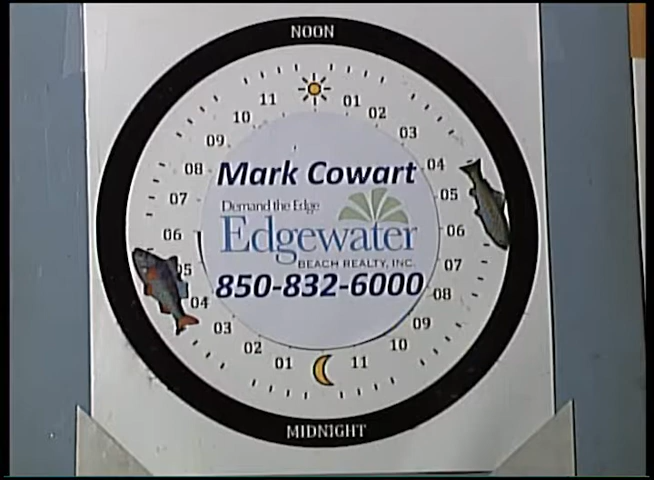 NOON
11 01
10 02
09 03
08 04
07 05
06 06
05 07
04 08
03 09
02 10
01 11
MIDNIGHT
Mark Cowart
Demand the Edge
Edgewater
BEACH REALTY, INC.
850-832-6000